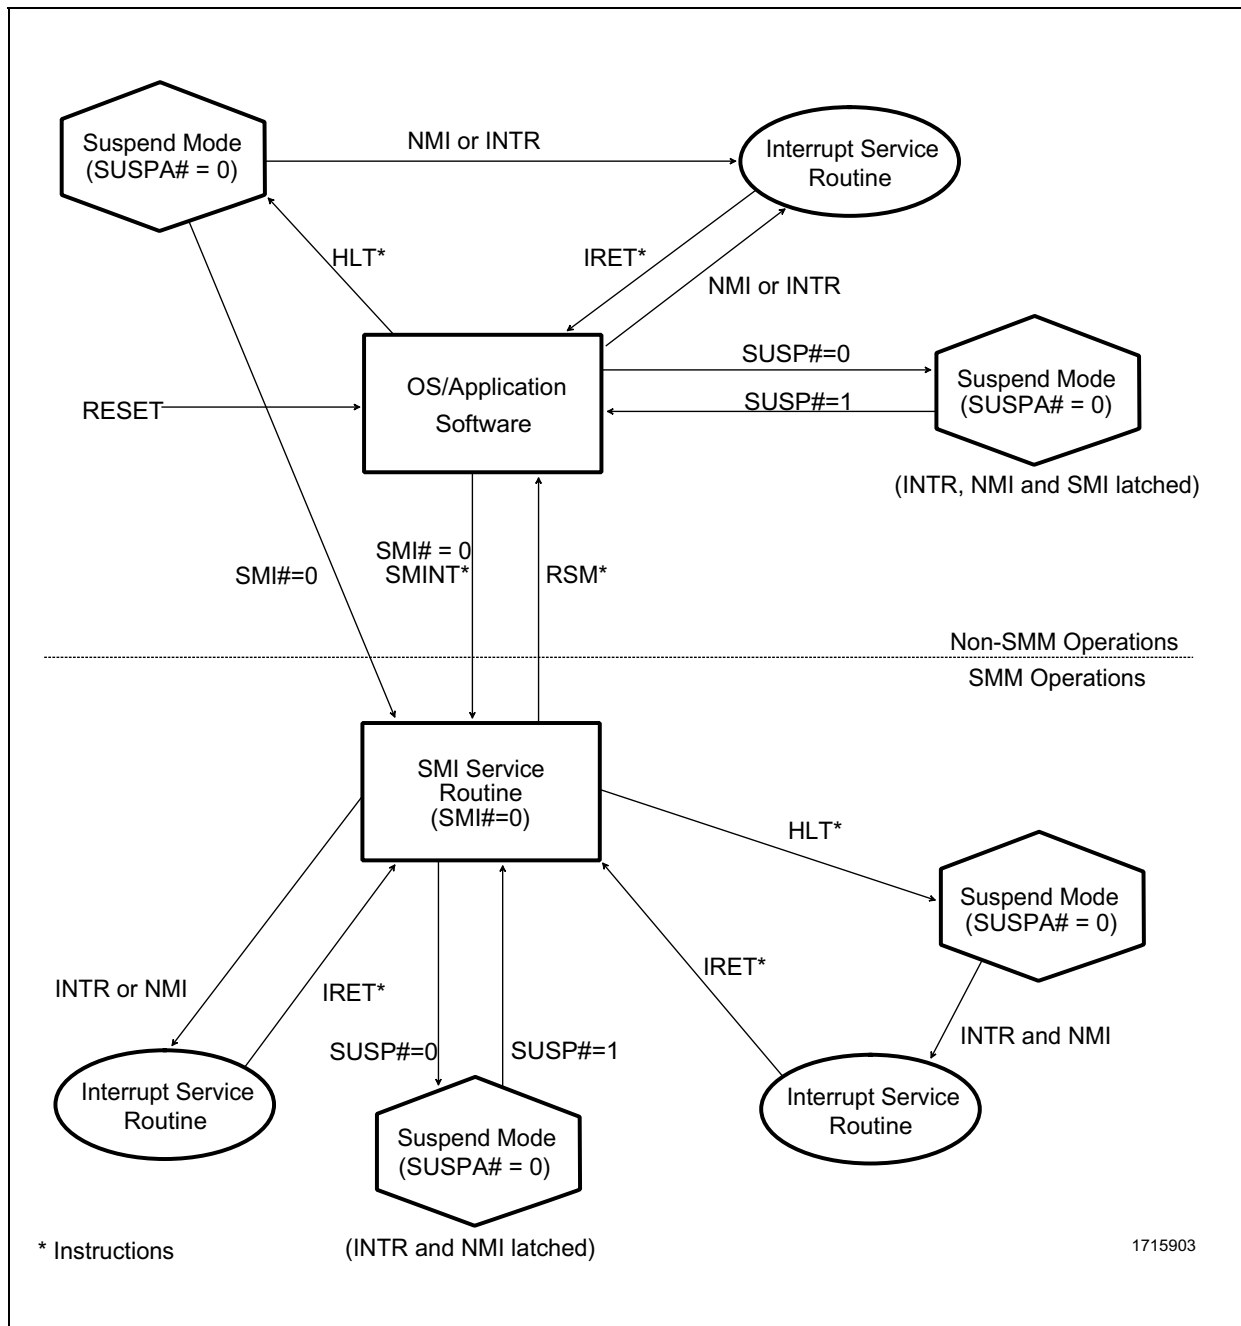 Suspend Mode
(SUSPA# = 0)
NMI or INTR
Interrupt Service
Routine
HLT*
IRET*
NMI or INTR
OS/Application
Software
RESET
SUSP#=0
SUSP#=1
Suspend Mode
(SUSPA# = 0)
(INTR, NMI and SMI latched)
SMI#=0
SMI# = 0
SMINT*
RSM*
Non-SMM Operations
SMM Operations
SMI Service
Routine
(SMI#=0)
HLT*
Suspend Mode
(SUSPA# = 0)
INTR or NMI
IRET*
IRET*
INTR and NMI
SUSP#=0
SUSP#=1
Interrupt Service
Routine
Suspend Mode
(SUSPA# = 0)
Interrupt Service
Routine
* Instructions
(INTR and NMI latched)
1715903